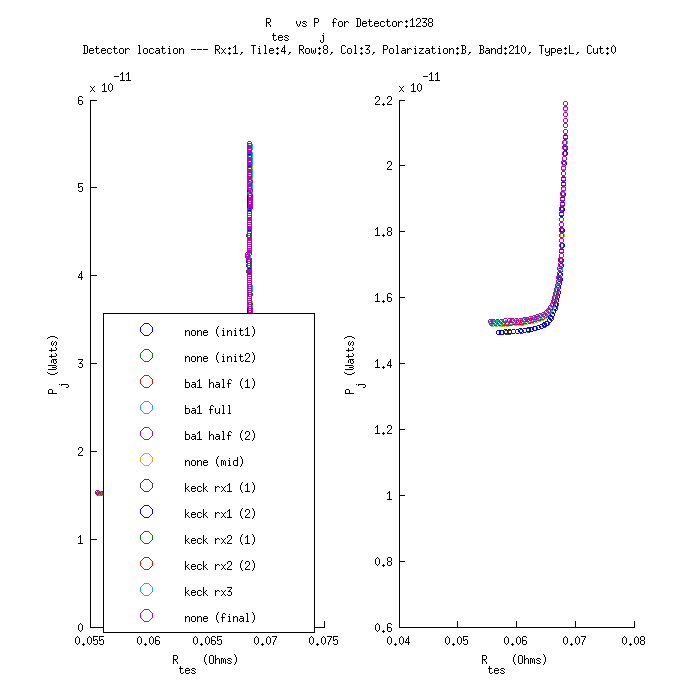 R tes vs P j for Detector:1238
Detector location --- Rx:1, Tile:4, Row:8, Col:3, Polarization:B, Band:210, Type:L, Cut:0
x 10^-11
6
5
4
3
2
1
0
0.055 0.06 0.065 0.07 0.075
P j (Watts)
R tes (Ohms)
none (init1)
none (init2)
ba1 half (1)
ba1 full
ba1 half (2)
none (mid)
keck rx1 (1)
keck rx1 (2)
keck rx2 (1)
keck rx2 (2)
keck rx3
none (final)
x 10^-11
2.2
2
1.8
1.6
1.4
1.2
1
0.8
0.6
0.04 0.05 0.06 0.07 0.08
P j (Watts)
R tes (Ohms)